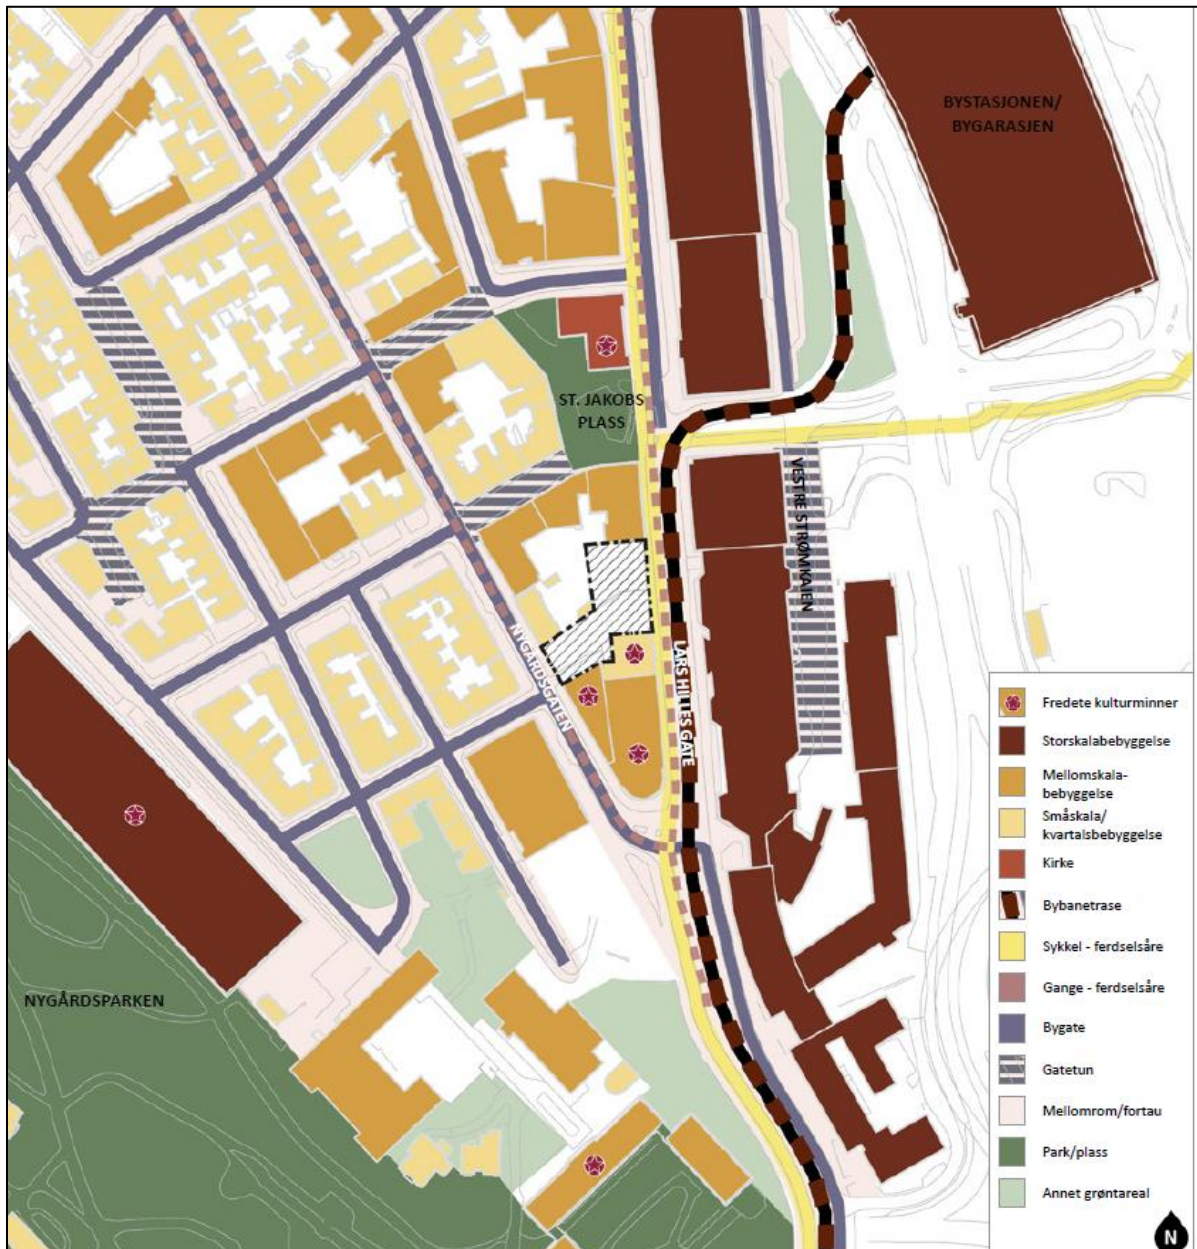 BYSTASJONEN/
BYGARASJEN
ST. JAKOBS
PLASS
VESTRE STRØMKAIEN
NYGÅRDSGATEN
LARS HILLES GATE
NYGÅRDSPARKEN
Fredete kulturminner
Storskalabebyggelse
Mellomskala-
bebyggelse
Småskala/
kvartalsbebyggelse
Kirke
Bybanetrase
Sykkel - ferdselsåre
Gange - ferdselsåre
Bygate
Gatetun
Mellomrom/fortau
Park/plass
Annet grøntareal
N